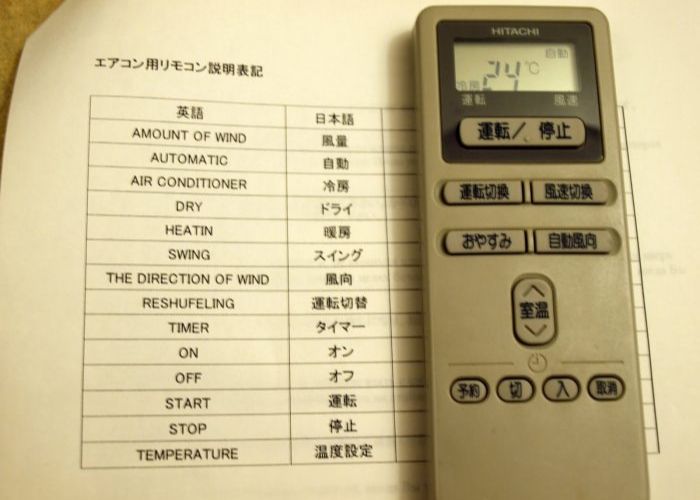 エアコン用リモコン説明表記
英語 日本語
AMOUNT OF WIND 風量
AUTOMATIC 自動
AIR CONDITIONER 冷房
DRY ドライ
HEATIN 暖房
SWING スイング
THE DIRECTION OF WIND 風向
RESHUFELING 運転切替
TIMER タイマー
ON オン
OFF オフ
START 運転
STOP 停止
TEMPERATURE 温度設定
HITACHI
自動
冷房 24℃
運転 風速
運転/停止
運転切換 風速切換
おやすみ 自動風向
室温
予約 切 入 取消